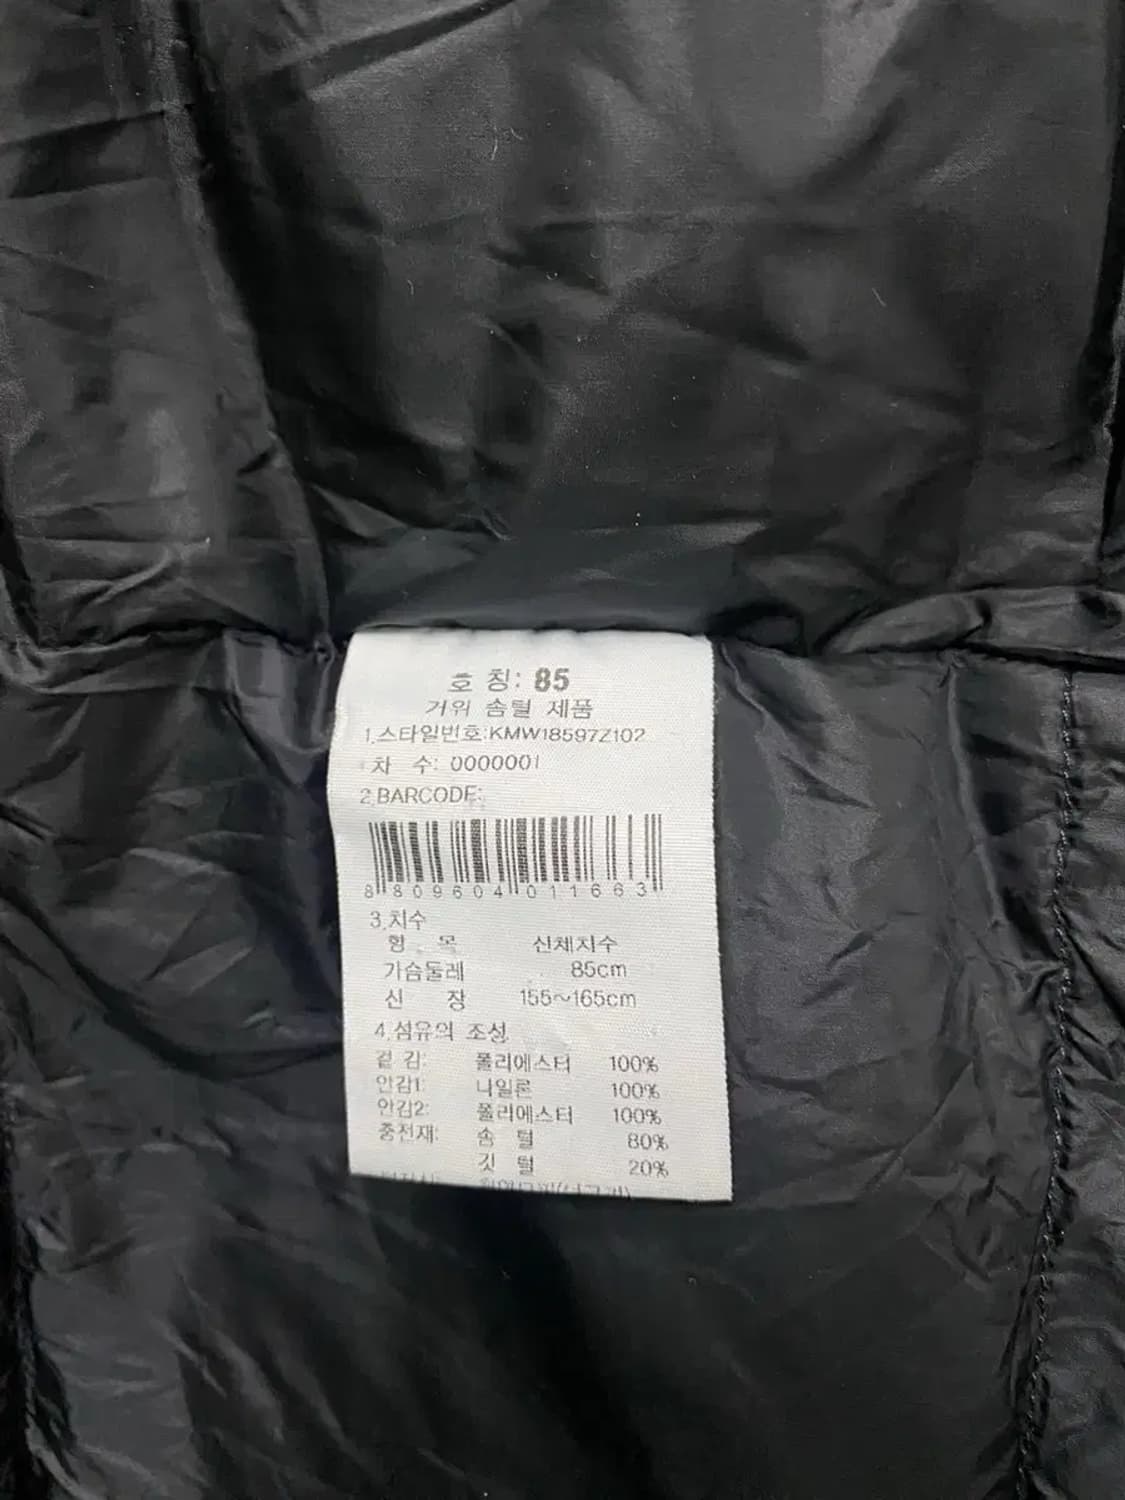 호 칭: 85
거위 솜털 제품
1.스타일번호:KMW18597Z102
차 수: 0000001
2.BARCODE:
8 809604 011663
3.치수
형 목 신체치수
가슴둘레 85cm
신 장 155~165cm
4.섬유의 조성
겉 감: 폴리에스터 100%
안감1: 나일론 100%
안감2: 폴리에스터 100%
충전재: 솜 털 80%
깃 털 20%